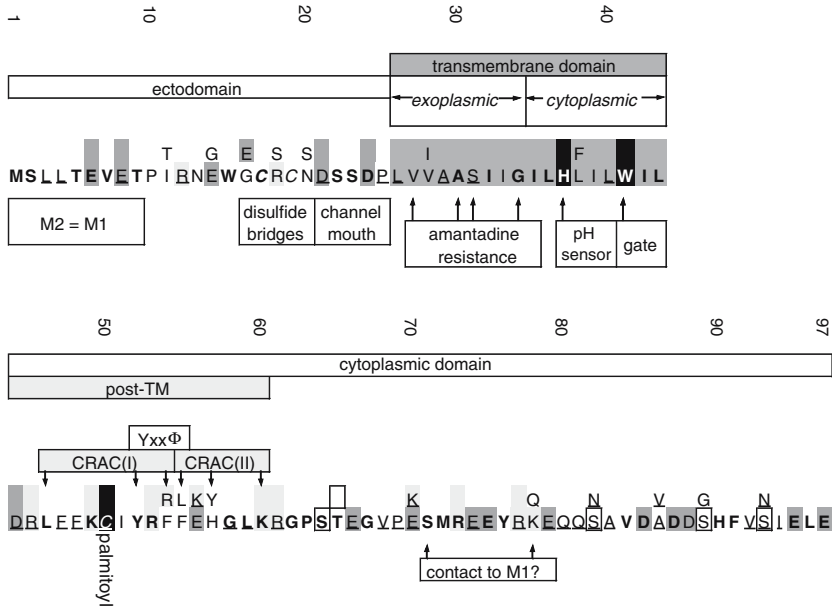 1 10 20 30 40
transmembrane domain
ectodomain exoplasmic cytoplasmic
T G E S S I F
MSLLTEVETPIRNEWGCRCNDSSDPLVVAASIIGILHLILWIL
M2 = M1
disulfide bridges
channel mouth
amantadine resistance
pH sensor
gate
50 60 70 80 90 97
cytoplasmic domain
post-TM
YxxΦ
CRAC(I) CRAC(II)
R L K Y K Q N V G N
DRLFFKCIYRFFEHGLKRGPSTEGVPESMREEYRKEQQSAVDADDSHFVSIELE
palmitoyl
contact to M1?